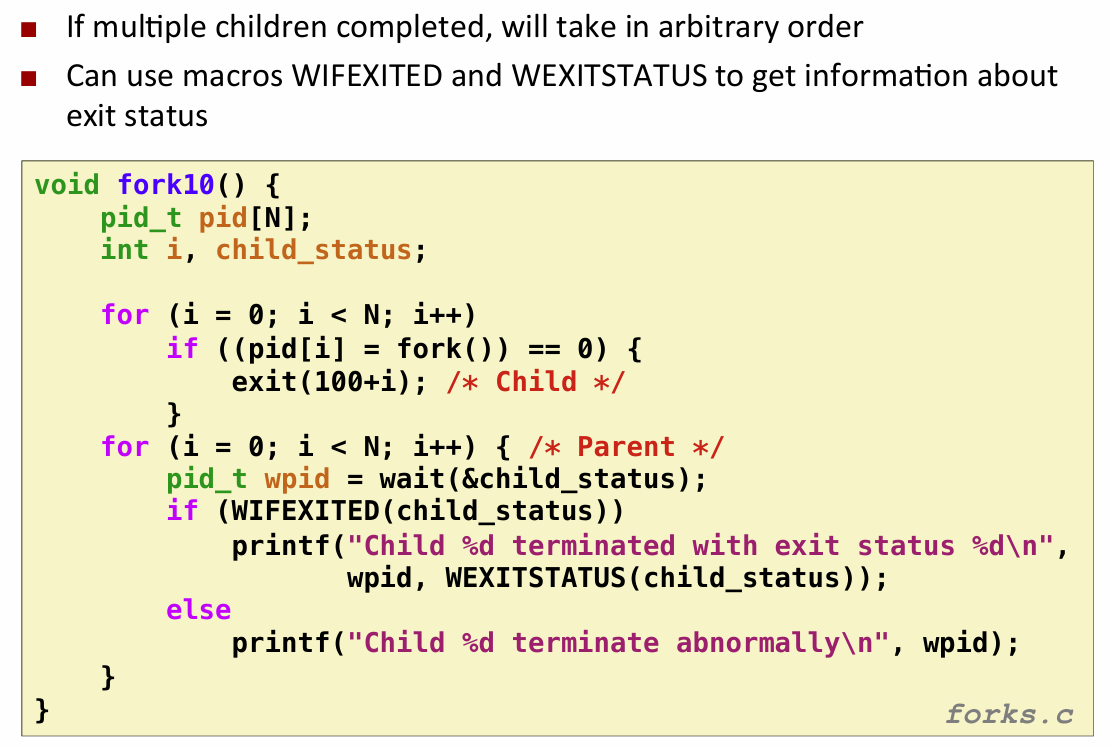 If multiple children completed, will take in arbitrary order
Can use macros WIFEXITED and WEXITSTATUS to get information about
exit status
void fork10() {
    pid_t pid[N];
    int i, child_status;

    for (i = 0; i < N; i++)
        if ((pid[i] = fork()) == 0) {
            exit(100+i); /* Child */
        }
    for (i = 0; i < N; i++) { /* Parent */
        pid_t wpid = wait(&child_status);
        if (WIFEXITED(child_status))
            printf("Child %d terminated with exit status %d\n",
                   wpid, WEXITSTATUS(child_status));
        else
            printf("Child %d terminate abnormally\n", wpid);
    }
}
forks.c